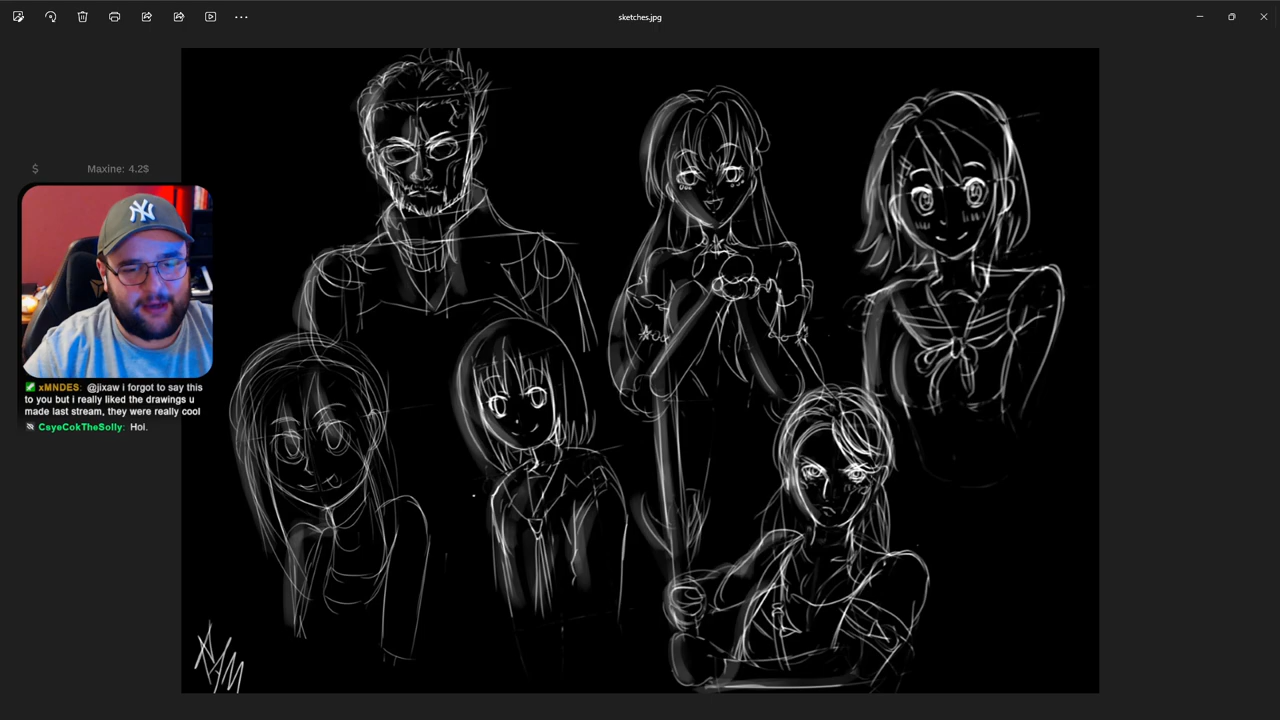 sketches.jpg
$ Maxine: 4.2$
NY
xMNDES: @jixaw i forgot to say this
to you but i really liked the drawings u
made last stream, they were really cool
CsyeCokTheSolly: Hoi.